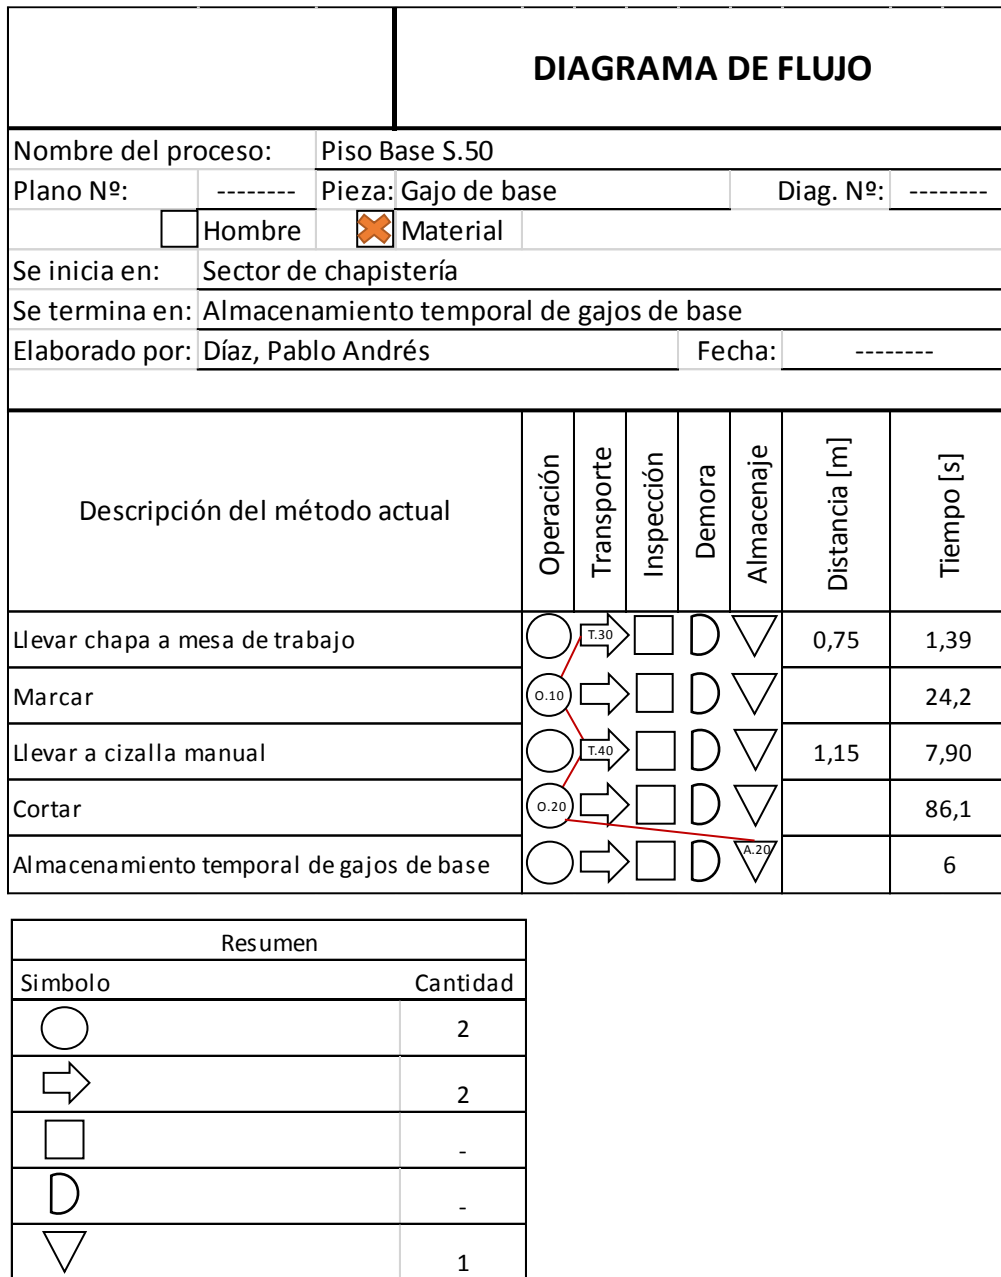 DIAGRAMA DE FLUJO
Nombre del proceso: Piso Base S.50
Plano Nº: -------- Pieza: Gajo de base Diag. Nº: --------
Hombre Material
Se inicia en: Sector de chapistería
Se termina en: Almacenamiento temporal de gajos de base
Elaborado por: Díaz, Pablo Andrés Fecha: --------
Descripción del método actual Operación Transporte Inspección Demora Almacenaje Distancia [m] Tiempo [s]
Llevar chapa a mesa de trabajo T.30 0,75 1,39
Marcar O.10 24,2
Llevar a cizalla manual T.40 1,15 7,90
Cortar O.20 86,1
Almacenamiento temporal de gajos de base A.20 6
Resumen
Simbolo Cantidad
2
2
-
-
1